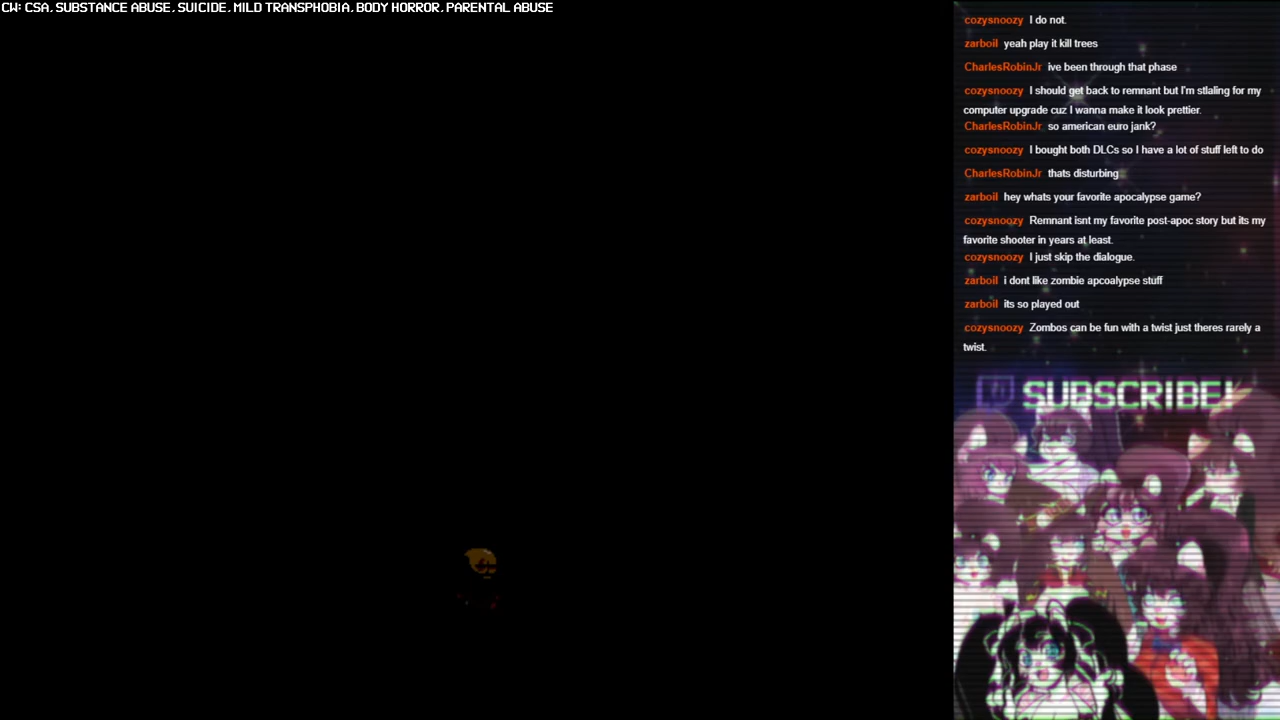 CW: CSA, SUBSTANCE ABUSE, SUICIDE, MILD TRANSPHOBIA, BODY HORROR, PARENTAL ABUSE
cozysnoozy I do not.
zarboil yeah play it kill trees
CharlesRobinJr ive been through that phase
cozysnoozy I should get back to remnant but I'm stlaling for my
computer upgrade cuz I wanna make it look prettier.
CharlesRobinJr so american euro jank?
cozysnoozy I bought both DLCs so I have a lot of stuff left to do
CharlesRobinJr thats disturbing
zarboil hey whats your favorite apocalypse game?
cozysnoozy Remnant isnt my favorite post-apoc story but its my
favorite shooter in years at least.
cozysnoozy I just skip the dialogue.
zarboil i dont like zombie apcoalypse stuff
zarboil its so played out
cozysnoozy Zombos can be fun with a twist just theres rarely a
twist.
SUBSCRIBE!